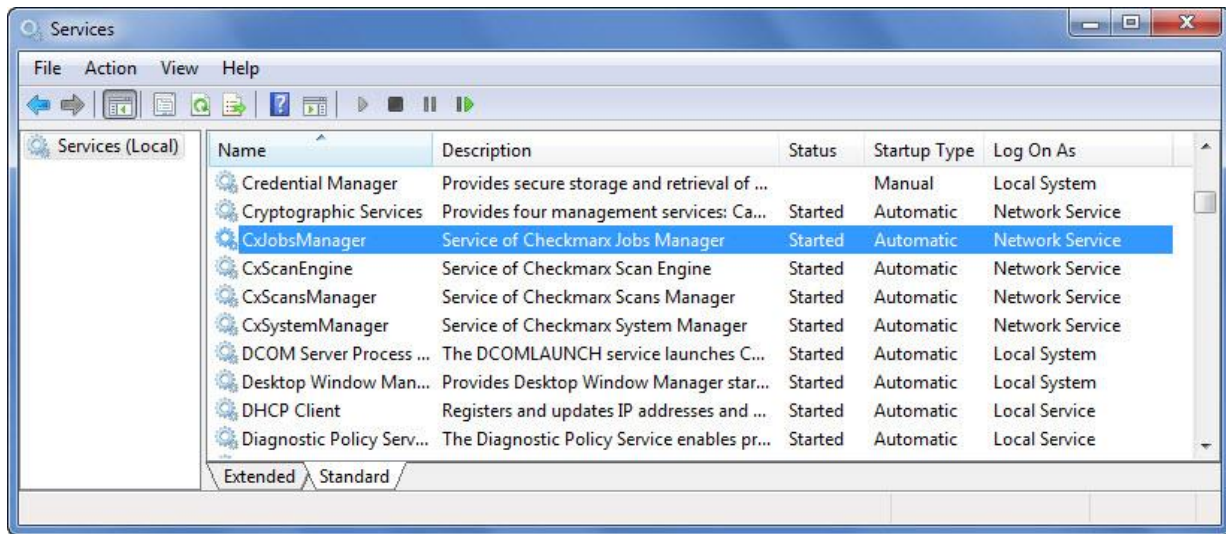 Services
File Action View Help
Services (Local)
Name Description Status Startup Type Log On As
Credential Manager Provides secure storage and retrieval of ... Manual Local System
Cryptographic Services Provides four management services: Ca... Started Automatic Network Service
CxJobsManager Service of Checkmarx Jobs Manager Started Automatic Network Service
CxScanEngine Service of Checkmarx Scan Engine Started Automatic Network Service
CxScansManager Service of Checkmarx Scans Manager Started Automatic Network Service
CxSystemManager Service of Checkmarx System Manager Started Automatic Network Service
DCOM Server Process ... The DCOMLAUNCH service launches C... Started Automatic Local System
Desktop Window Man... Provides Desktop Window Manager star... Started Automatic Local System
DHCP Client Registers and updates IP addresses and ... Started Automatic Local Service
Diagnostic Policy Serv... The Diagnostic Policy Service enables pr... Started Automatic Local Service
Extended Standard